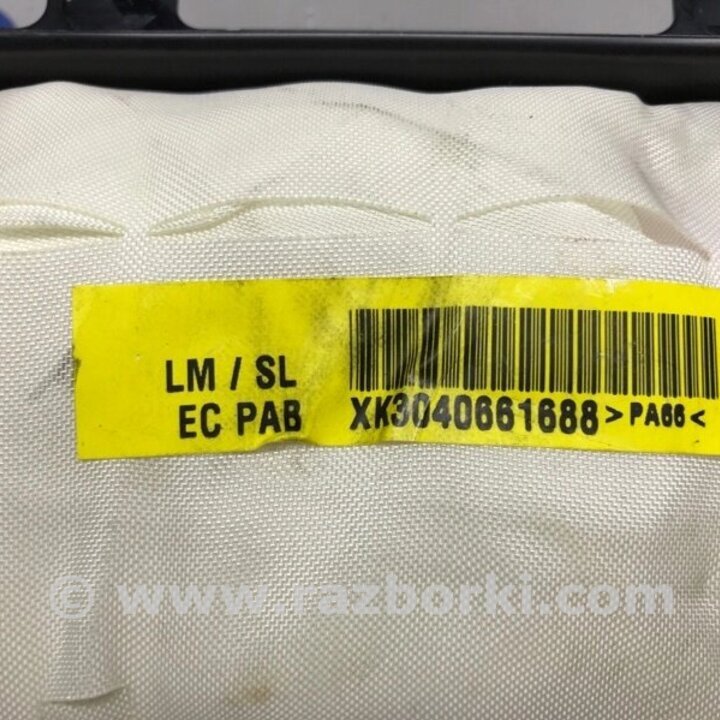 LM / SL
EC PAB
XK3040661688 >PA66<
© www.razborki.com